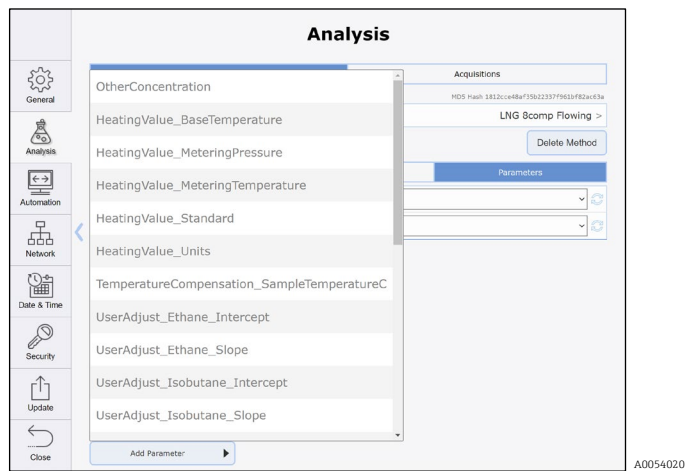 Analysis
General
Analysis
Automation
Network
Date & Time
Security
Update
Close
Acquisitions
MD5 Hash 1812cce48af35b22337f961bf82ac63a
LNG 8comp Flowing >
Delete Method
Parameters
OtherConcentration
HeatingValue_BaseTemperature
HeatingValue_MeteringPressure
HeatingValue_MeteringTemperature
HeatingValue_Standard
HeatingValue_Units
TemperatureCompensation_SampleTemperatureC
UserAdjust_Ethane_Intercept
UserAdjust_Ethane_Slope
UserAdjust_Isobutane_Intercept
UserAdjust_Isobutane_Slope
Add Parameter
A0054020